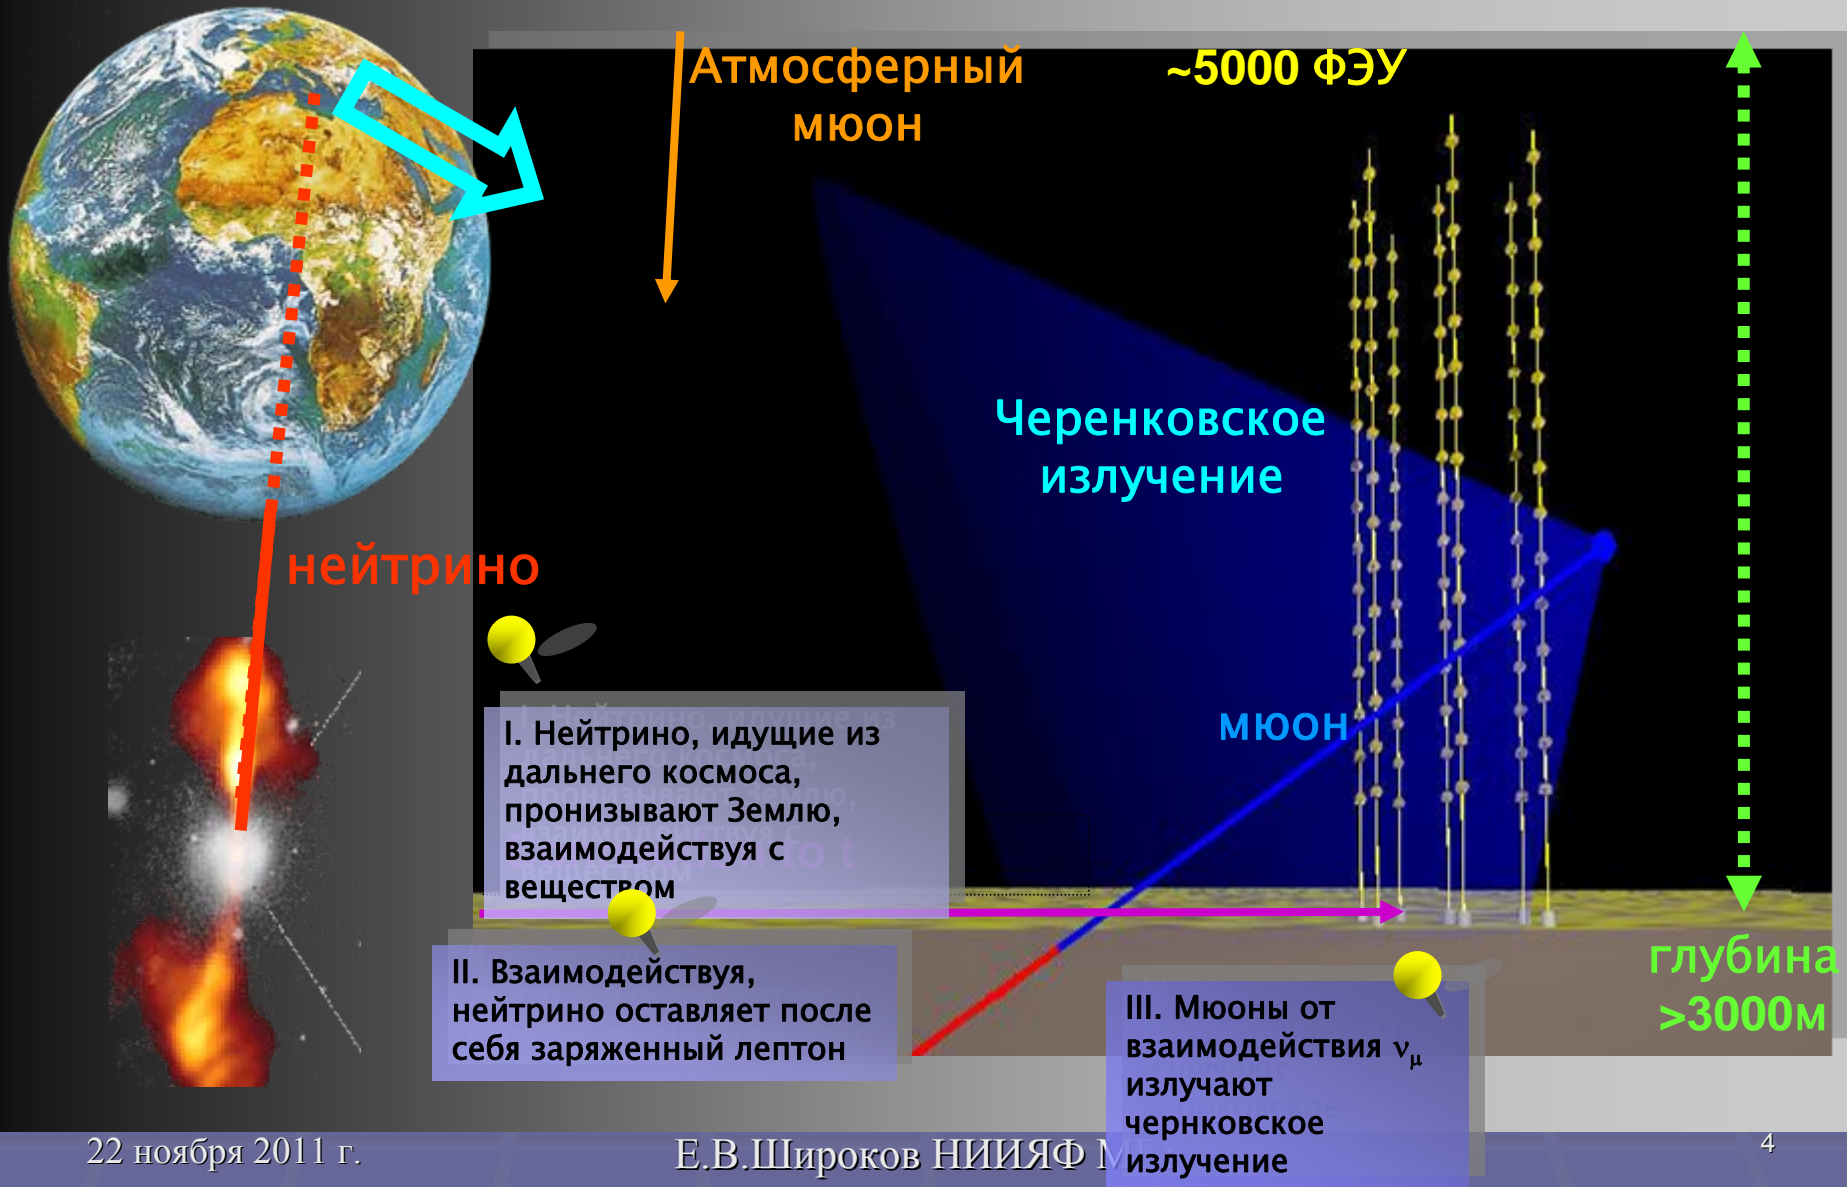 Атмосферный
мюон
~5000 ФЭУ
Черенковское
излучение
нейтрино
мюон
I. Нейтрино, идущие из
дальнего космоса,
пронизывают Землю,
взаимодействуя с
веществом
II. Взаимодействуя,
нейтрино оставляет после
себя заряженный лептон
III. Мюоны от
взаимодействия νμ
излучают
чернковское
излучение
глубина
>3000м
22 ноября 2011 г.
Е.В.Широков НИИЯФ
4